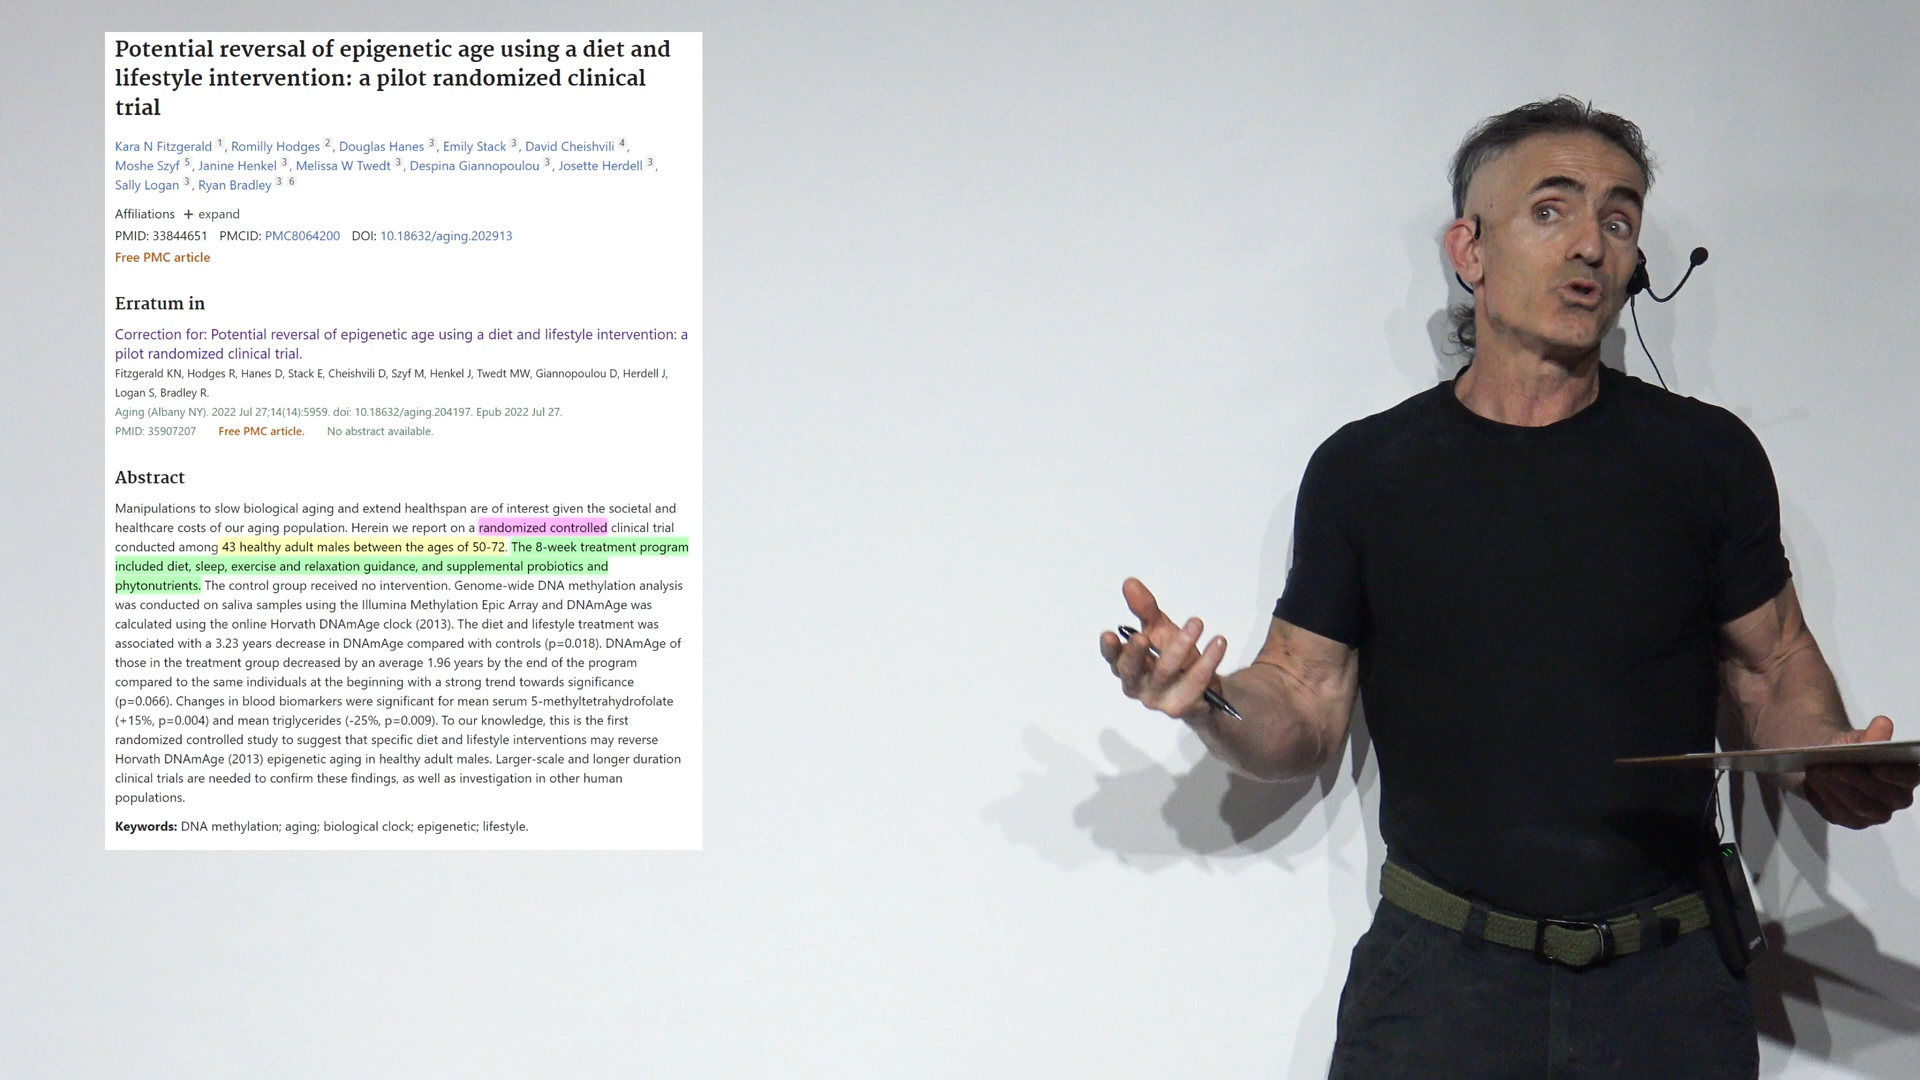 Potential reversal of epigenetic age using a diet and
lifestyle intervention: a pilot randomized clinical
trial
Kara N Fitzgerald 1, Romilly Hodges 2, Douglas Hanes 3, Emily Stack 3, David Cheishvili 4,
Moshe Szyf 5, Janine Henkel 3, Melissa W Twedt 3, Despina Giannopoulou 3, Josette Herdell 3,
Sally Logan 3, Ryan Bradley 3 6
Affiliations + expand
PMID: 33844651 PMCID: PMC8064200 DOI: 10.18632/aging.202913
Free PMC article
Erratum in
Correction for: Potential reversal of epigenetic age using a diet and lifestyle intervention: a
pilot randomized clinical trial.
Fitzgerald KN, Hodges R, Hanes D, Stack E, Cheishvili D, Szyf M, Henkel J, Twedt MW, Giannopoulou D, Herdell J,
Logan S, Bradley R.
Aging (Albany NY). 2022 Jul 27;14(14):5959. doi: 10.18632/aging.204197. Epub 2022 Jul 27.
PMID: 35907207 Free PMC article. No abstract available.
Abstract
Manipulations to slow biological aging and extend healthspan are of interest given the societal and
healthcare costs of our aging population. Herein we report on a randomized controlled clinical trial
conducted among 43 healthy adult males between the ages of 50-72. The 8-week treatment program
included diet, sleep, exercise and relaxation guidance, and supplemental probiotics and
phytonutrients. The control group received no intervention. Genome-wide DNA methylation analysis
was conducted on saliva samples using the Illumina Methylation Epic Array and DNAmAge was
calculated using the online Horvath DNAmAge clock (2013). The diet and lifestyle treatment was
associated with a 3.23 years decrease in DNAmAge compared with controls (p=0.018). DNAmAge of
those in the treatment group decreased by an average 1.96 years by the end of the program
compared to the same individuals at the beginning with a strong trend towards significance
(p=0.066). Changes in blood biomarkers were significant for mean serum 5-methyltetrahydrofolate
(+15%, p=0.004) and mean triglycerides (-25%, p=0.009). To our knowledge, this is the first
randomized controlled study to suggest that specific diet and lifestyle interventions may reverse
Horvath DNAmAge (2013) epigenetic aging in healthy adult males. Larger-scale and longer duration
clinical trials are needed to confirm these findings, as well as investigation in other human
populations.
Keywords: DNA methylation; aging; biological clock; epigenetic; lifestyle.